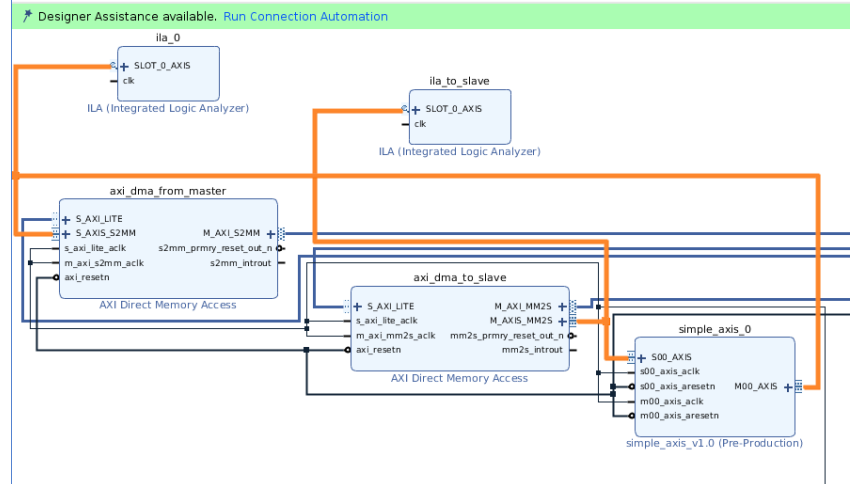 Designer Assistance available. Run Connection Automation
ila_0
SLOT_0_AXIS
clk
ILA (Integrated Logic Analyzer)
ila_to_slave
SLOT_0_AXIS
clk
ILA (Integrated Logic Analyzer)
axi_dma_from_master
S_AXI_LITE
S_AXIS_S2MM M_AXI_S2MM
s_axi_lite_aclk s2mm_prmry_reset_out_n
m_axi_s2mm_aclk s2mm_introut
axi_resetn
AXI Direct Memory Access
axi_dma_to_slave
S_AXI_LITE M_AXI_MM2S
s_axi_lite_aclk M_AXIS_MM2S
m_axi_mm2s_aclk mm2s_prmry_reset_out_n
axi_resetn mm2s_introut
AXI Direct Memory Access
simple_axis_0
S00_AXIS
s00_axis_aclk
s00_axis_aresetn M00_AXIS
m00_axis_aclk
m00_axis_aresetn
simple_axis_v1.0 (Pre-Production)